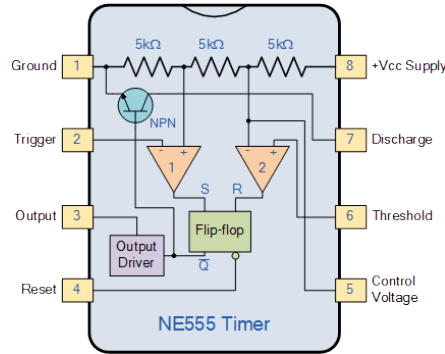 5kΩ 5kΩ 5kΩ
Ground 1 8 +Vcc Supply
NPN
Trigger 2 - + - + 7 Discharge
1 2
S R
Output 3 Flip-flop 6 Threshold
Output
Driver
Q̅
Reset 4 5 Control
Voltage
NE555 Timer